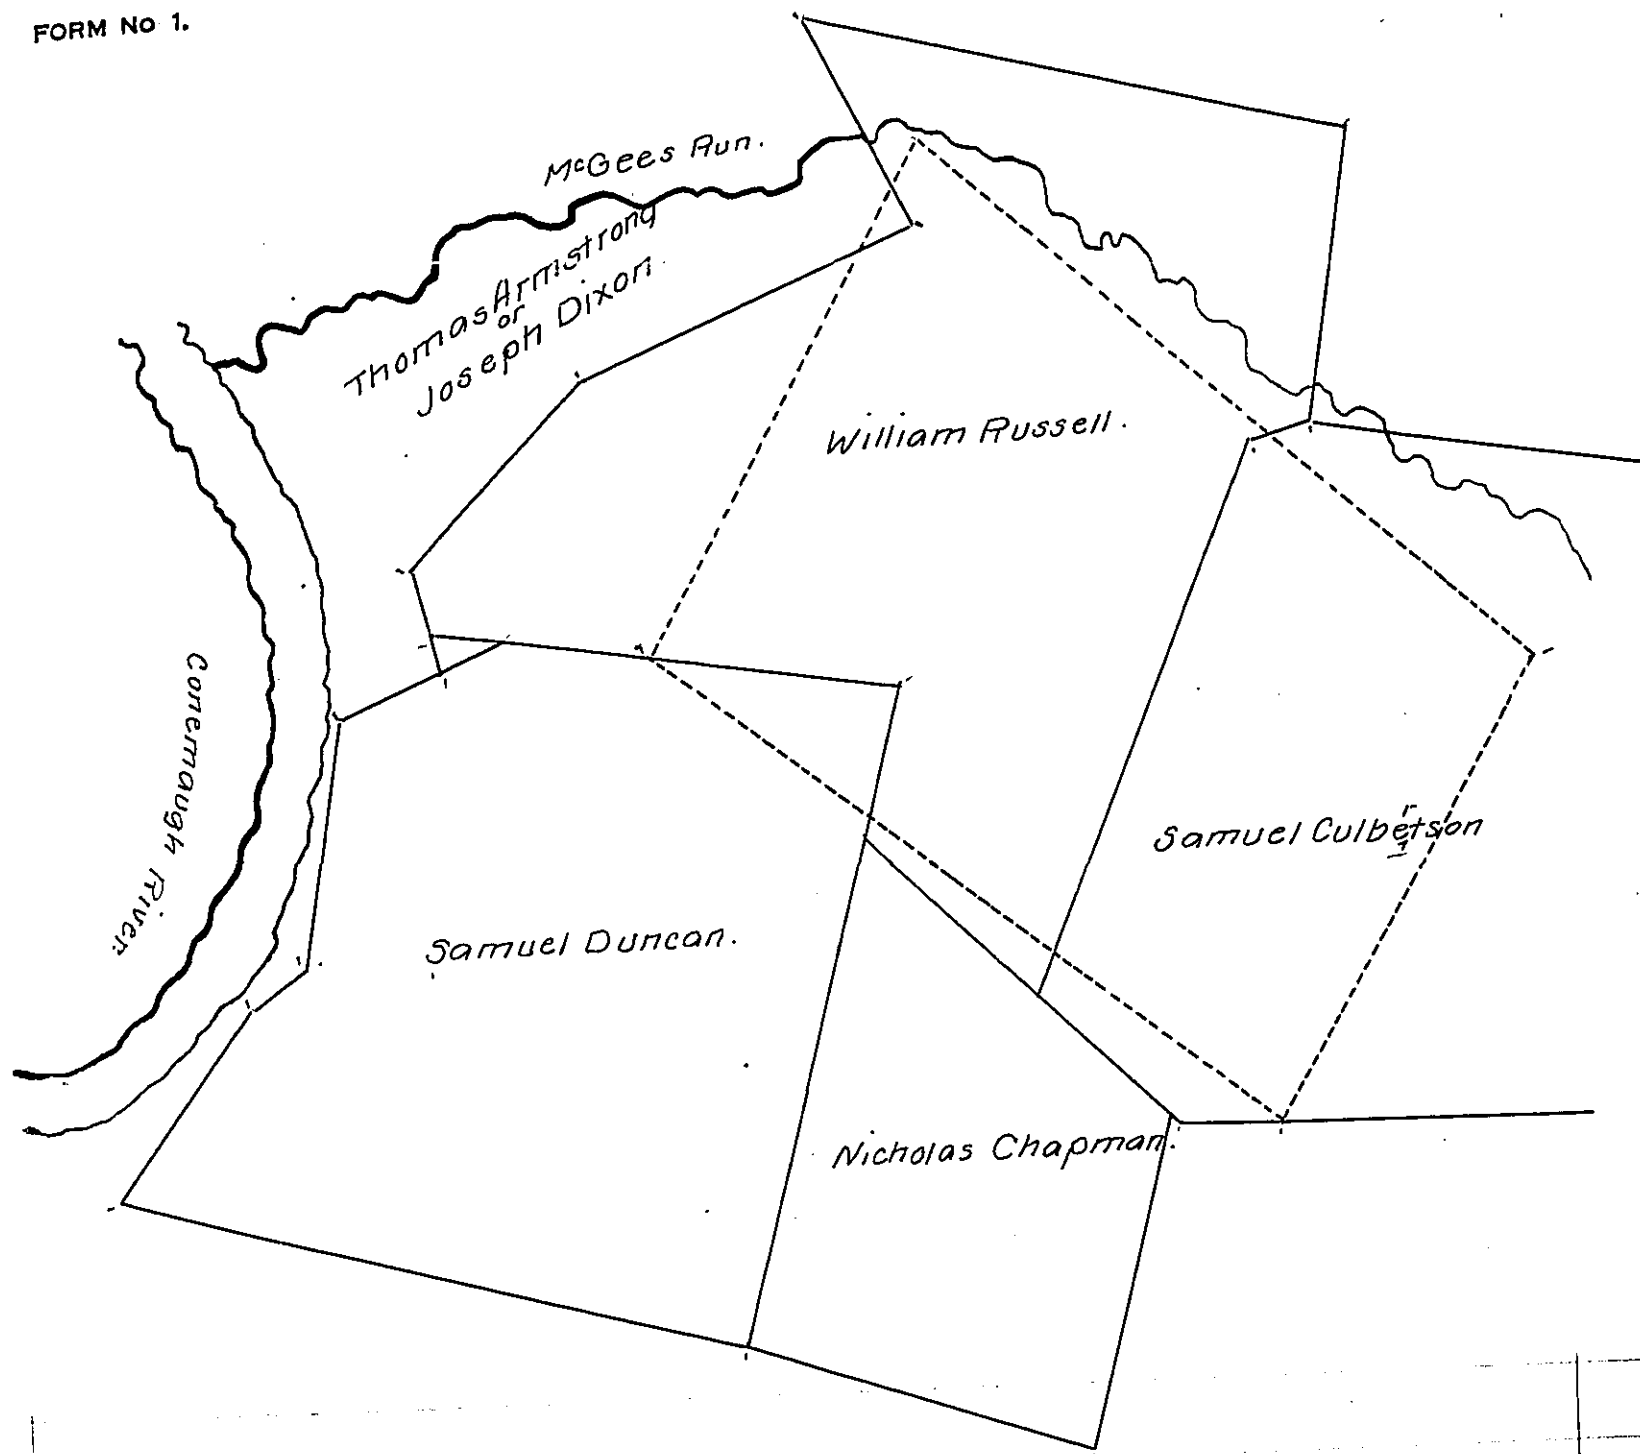 FORM No 1.
McGees Run.
Thomas Armstrong
or
Joseph Dixon.
William Russell.
Conemaugh River.
Samuel Culbertson
Samuel Duncan.
Nicholas Chapman.